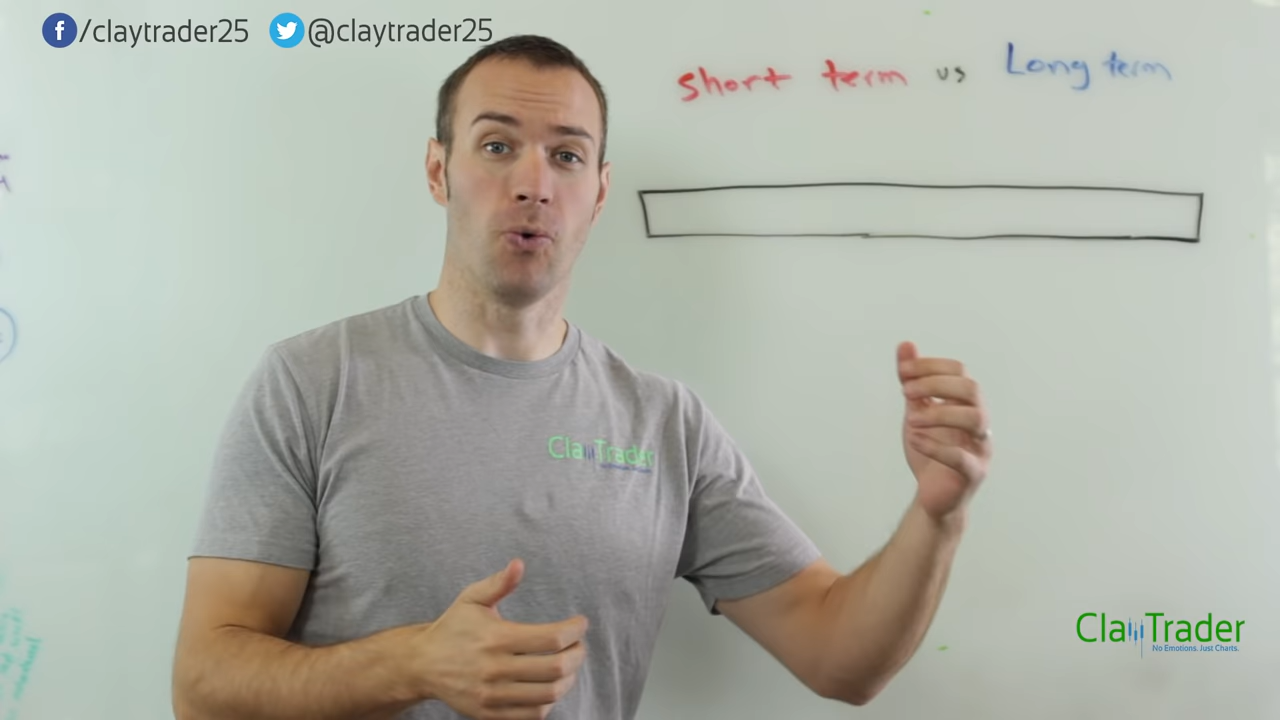 /claytrader25 @claytrader25
short term vs Long term
ClayTrader
ClayTrader
No Emotions. Just Charts.